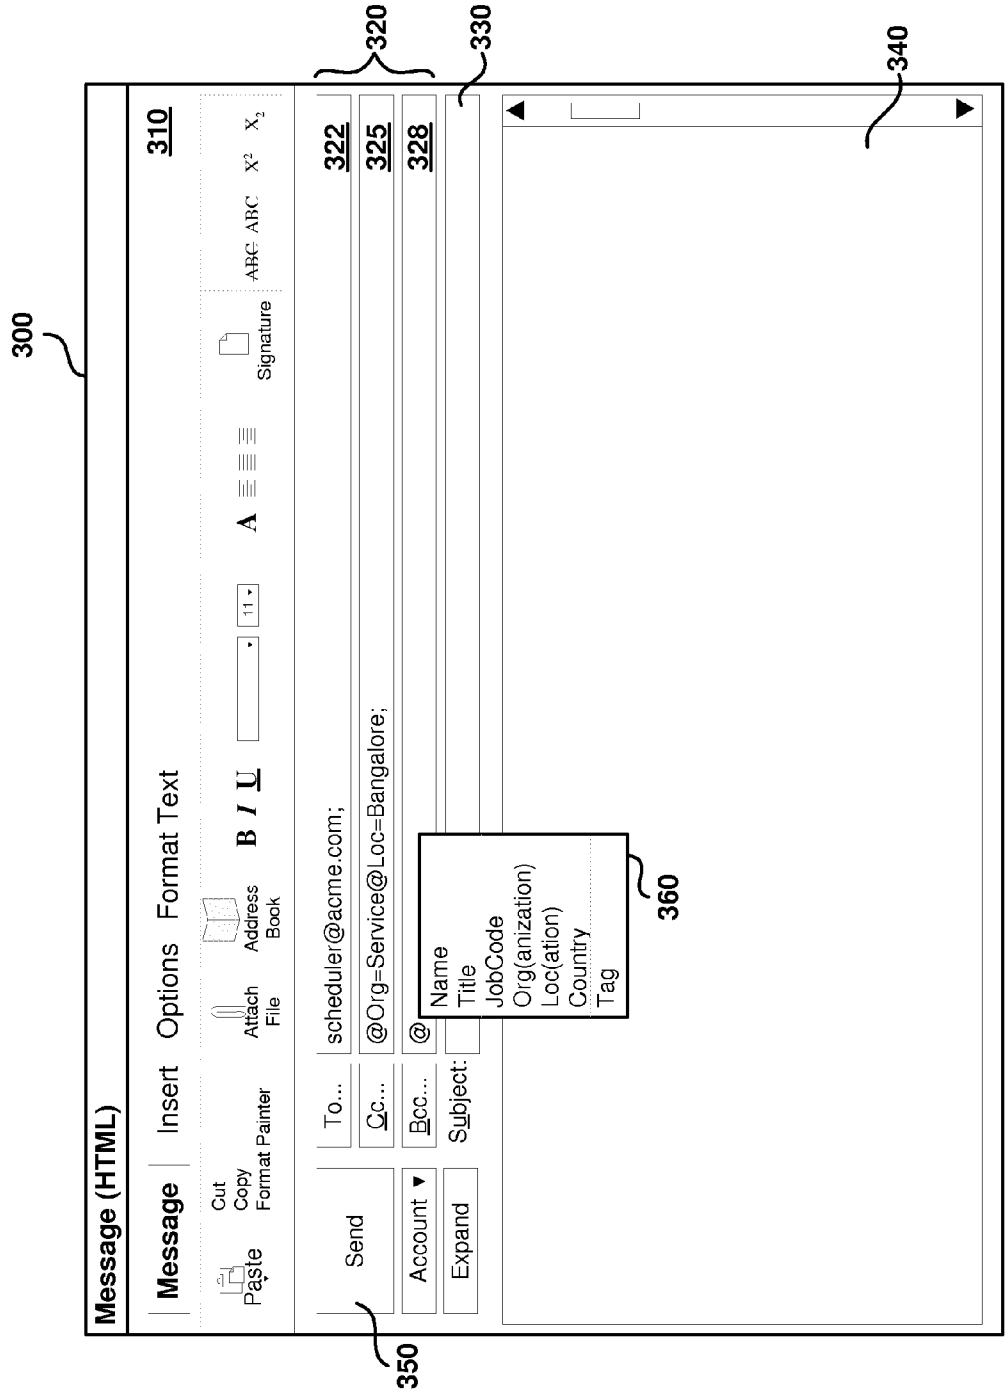 300
Message (HTML)
310
Message Insert Options Format Text
Paste
Cut
Copy
Format Painter
Attach
File
Address
Book
B I U
11
A
Signature
ABC ABC X² X₂
320
Send
To...
scheduler@acme.com;
322
Cc...
@Org=Service@Loc=Bangalore;
325
Account
Bcc...
@
328
Expand
Subject:
330
350
Name
Title
JobCode
Org(anization)
Loc(ation)
Country
Tag
360
340